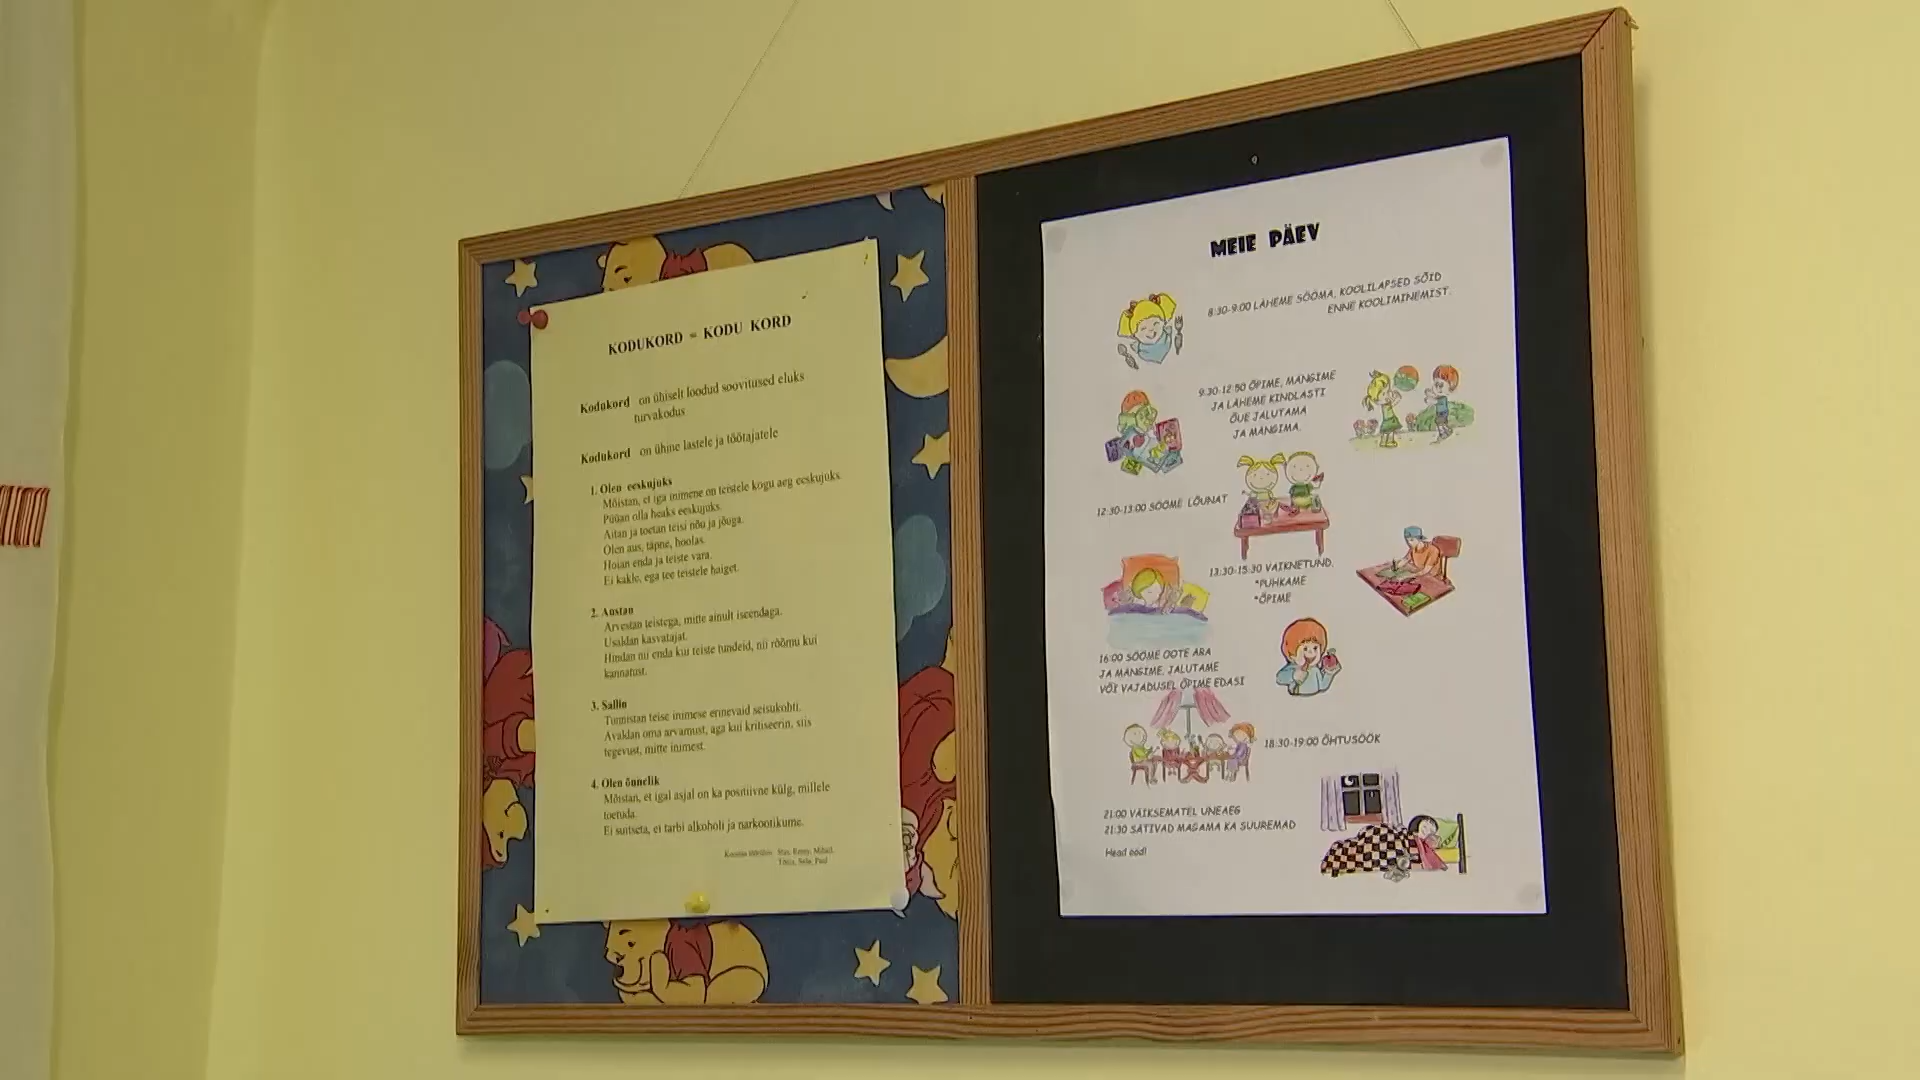 KODUKORD = KODU KORD
Kodukord on ühiselt loodud soovitused eluks
turvakodus
Kodukord on ühine lastele ja töötajatele
1. Olen eeskujuks
Mõistan, et iga inimene on teistele kogu aeg eeskujuks.
Püüan olla heaks eeskujuks.
Aitan ja toetan teisi nõu ja jõuga.
Olen aus, täpne, hoolas.
Hoian enda ja teiste vara.
Ei kakle, ega tee teistele haiget.
2. Austan
Arvestan teistega, mitte ainult iseendaga.
Usaldan kasvatajat.
Hindan nii enda kui teiste tundeid, nii rõõmu kui
kannatust.
3. Sallin
Tunnistan teise inimese erinevaid seisukohti.
Avaldan oma arvamust, aga kui kritiseerin, siis
tegevust, mitte inimest.
4. Olen õnnelik
Mõistan, et igal asjal on ka positiivne külg, millele
toetuda.
Ei suitseta, ei tarbi alkoholi ja narkootikume.
MEIE PÄEV
8:30-9:00 LÄHEME SÖÖMA, KOOLILAPSED SÕID
ENNE KOOLIMINEMIST.
9:30-12:50 ÕPIME, MÄNGIME
JA LÄHEME KINDLASTI
ÕUE JALUTAMA
JA MÄNGIMA.
12:30-13:00 SÖÖME LÕUNAT
13:30-15:30 VAIKNETUND.
*PUHKAME
*ÕPIME
16:00 SÖÖME OOTE ÄRA
JA MÄNGIME, JALUTAME
VÕI VAJADUSEL ÕPIME EDASI
18:30-19:00 ÕHTUSÖÖK
21:00 VÄIKSEMATEL UNEAEG
21:30 SÄTIVAD MAGAMA KA SUUREMAD
Head ööd!